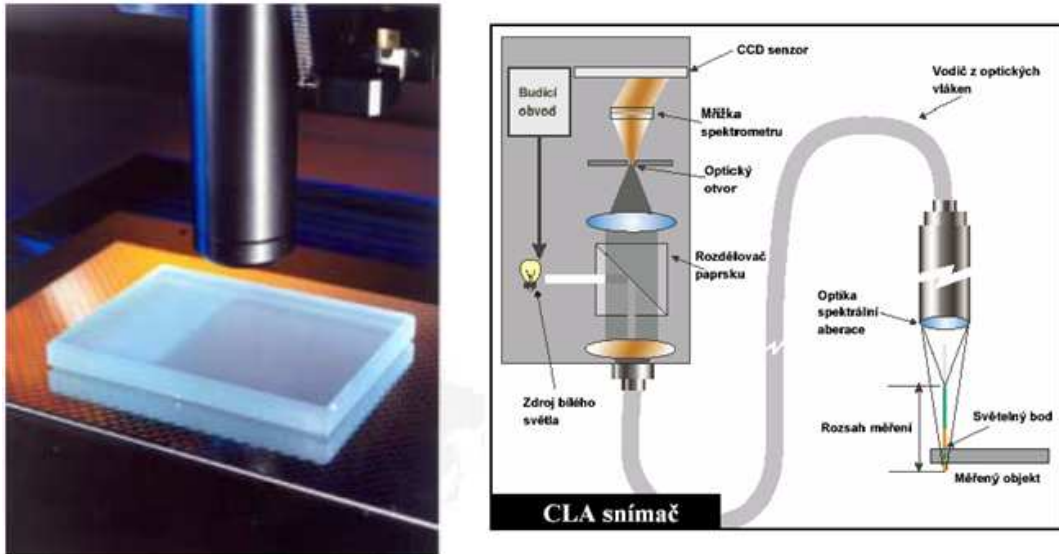 CCD senzor
Budící
obvod
Vodič z optických
vláken
Mřížka
spektrometru
Optický
otvor
Rozdělovač
paprsku
Optika
spektrální
aberace
Zdroj bílého
světla
Rozsah měření
Světelný bod
Měřený objekt
CLA snímač